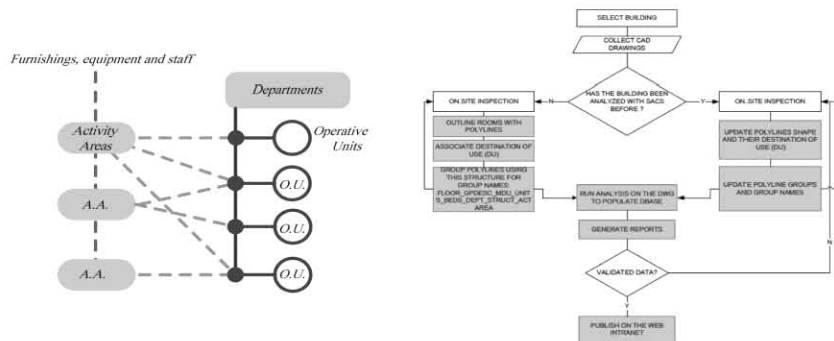 Furnishings, equipment and staff
Departments
Activity
Areas
Operative
Units
A.A.
O.U.
O.U.
A.A.
O.U.
SELECT BUILDING
COLLECT CAD
DRAWINGS
HAS THE BUILDING BEEN
ANALYZED WITH SACS
BEFORE ?
N
Y
ON.SITE INSPECTION
OUTLINE ROOMS WITH
POLYLINES
ASSOCIATE DESTINATION OF
USE (DU)
GROUP POLYLINES USING
THIS STRUCTURE FOR
GROUP NAMES:
FLOOR_GPDESC_MDU_UNIT
S_BEDS_DEPT_STRUCT_ACT
AREA
ON.SITE INSPECTION
UPDATE POLYLINES SHAPE
AND THEIR DESTINATION OF
USE (DU)
UPDATE POLYLINE GROUPS
AND GROUP NAMES
RUN ANALYSIS ON THE DWG
TO POPULATE DBASE
GENERATE REPORTS
VALIDATED DATA?
N
Y
PUBLISH ON THE WEB
INTRANET